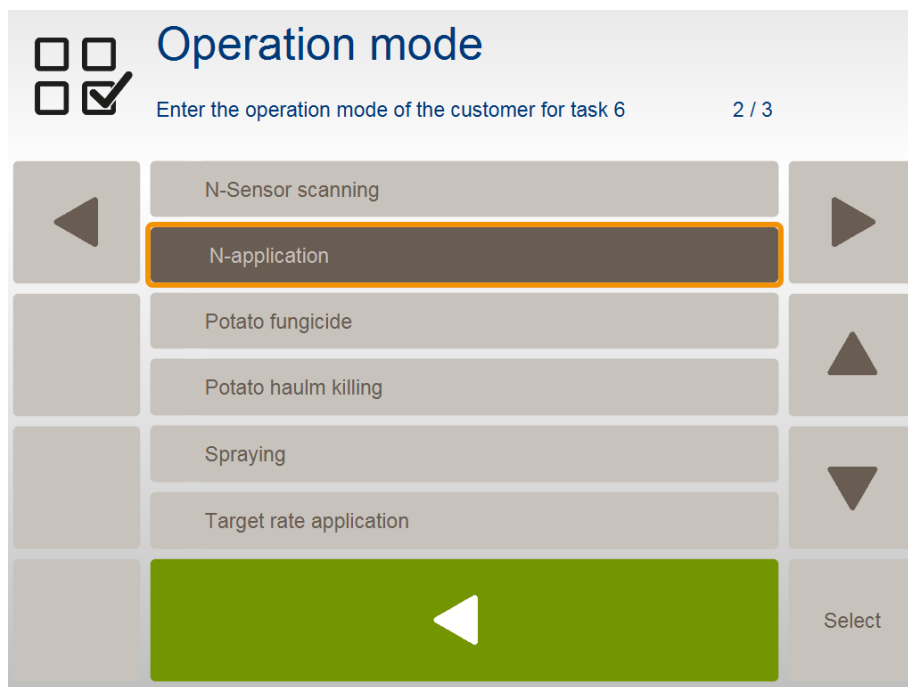 Operation mode
Enter the operation mode of the customer for task 6 2 / 3
N-Sensor scanning
N-application
Potato fungicide
Potato haulm killing
Spraying
Target rate application
Select